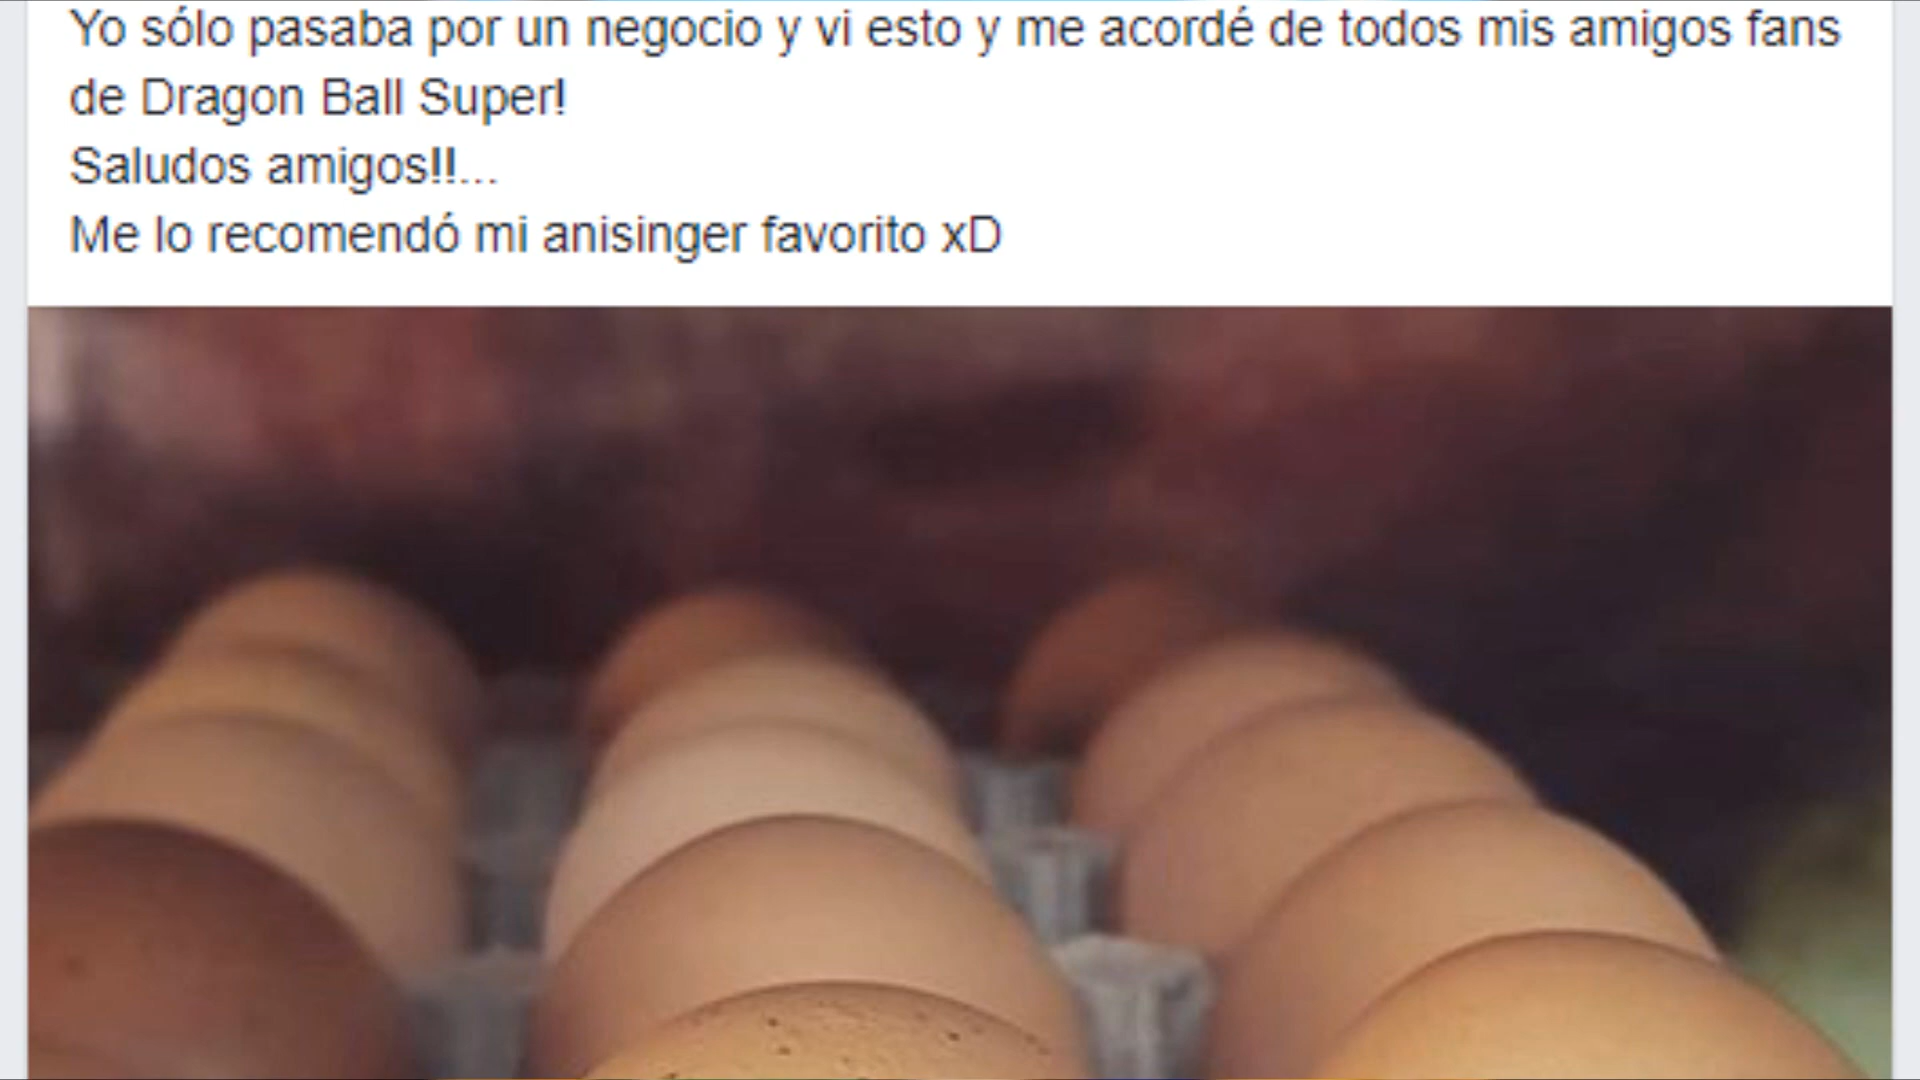 Yo sólo pasaba por un negocio y vi esto y me acordé de todos mis amigos fans
de Dragon Ball Super!
Saludos amigos!!...
Me lo recomendó mi anisinger favorito xD